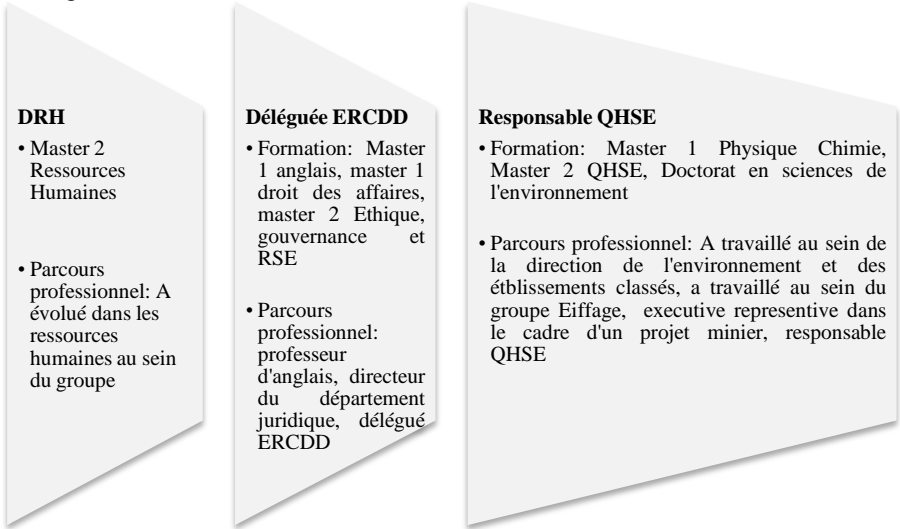 DRH
• Master 2
Ressources
Humaines
• Parcours
professionnel: A
évolué dans les
ressources
humaines au sein
du groupe
Déléguée ERCDD
• Formation: Master
1 anglais, master 1
droit des affaires,
master 2 Ethique,
gouvernance et
RSE
• Parcours
professionnel:
professeur
d'anglais, directeur
du département
juridique, délégué
ERCDD
Responsable QHSE
• Formation: Master 1 Physique Chimie,
Master 2 QHSE, Doctorat en sciences de
l'environnement
• Parcours professionnel: A travaillé au sein de
la direction de l'environnement et des
étblissements classés, a travaillé au sein du
groupe Eiffage, executive representive dans
le cadre d'un projet minier, responsable
QHSE